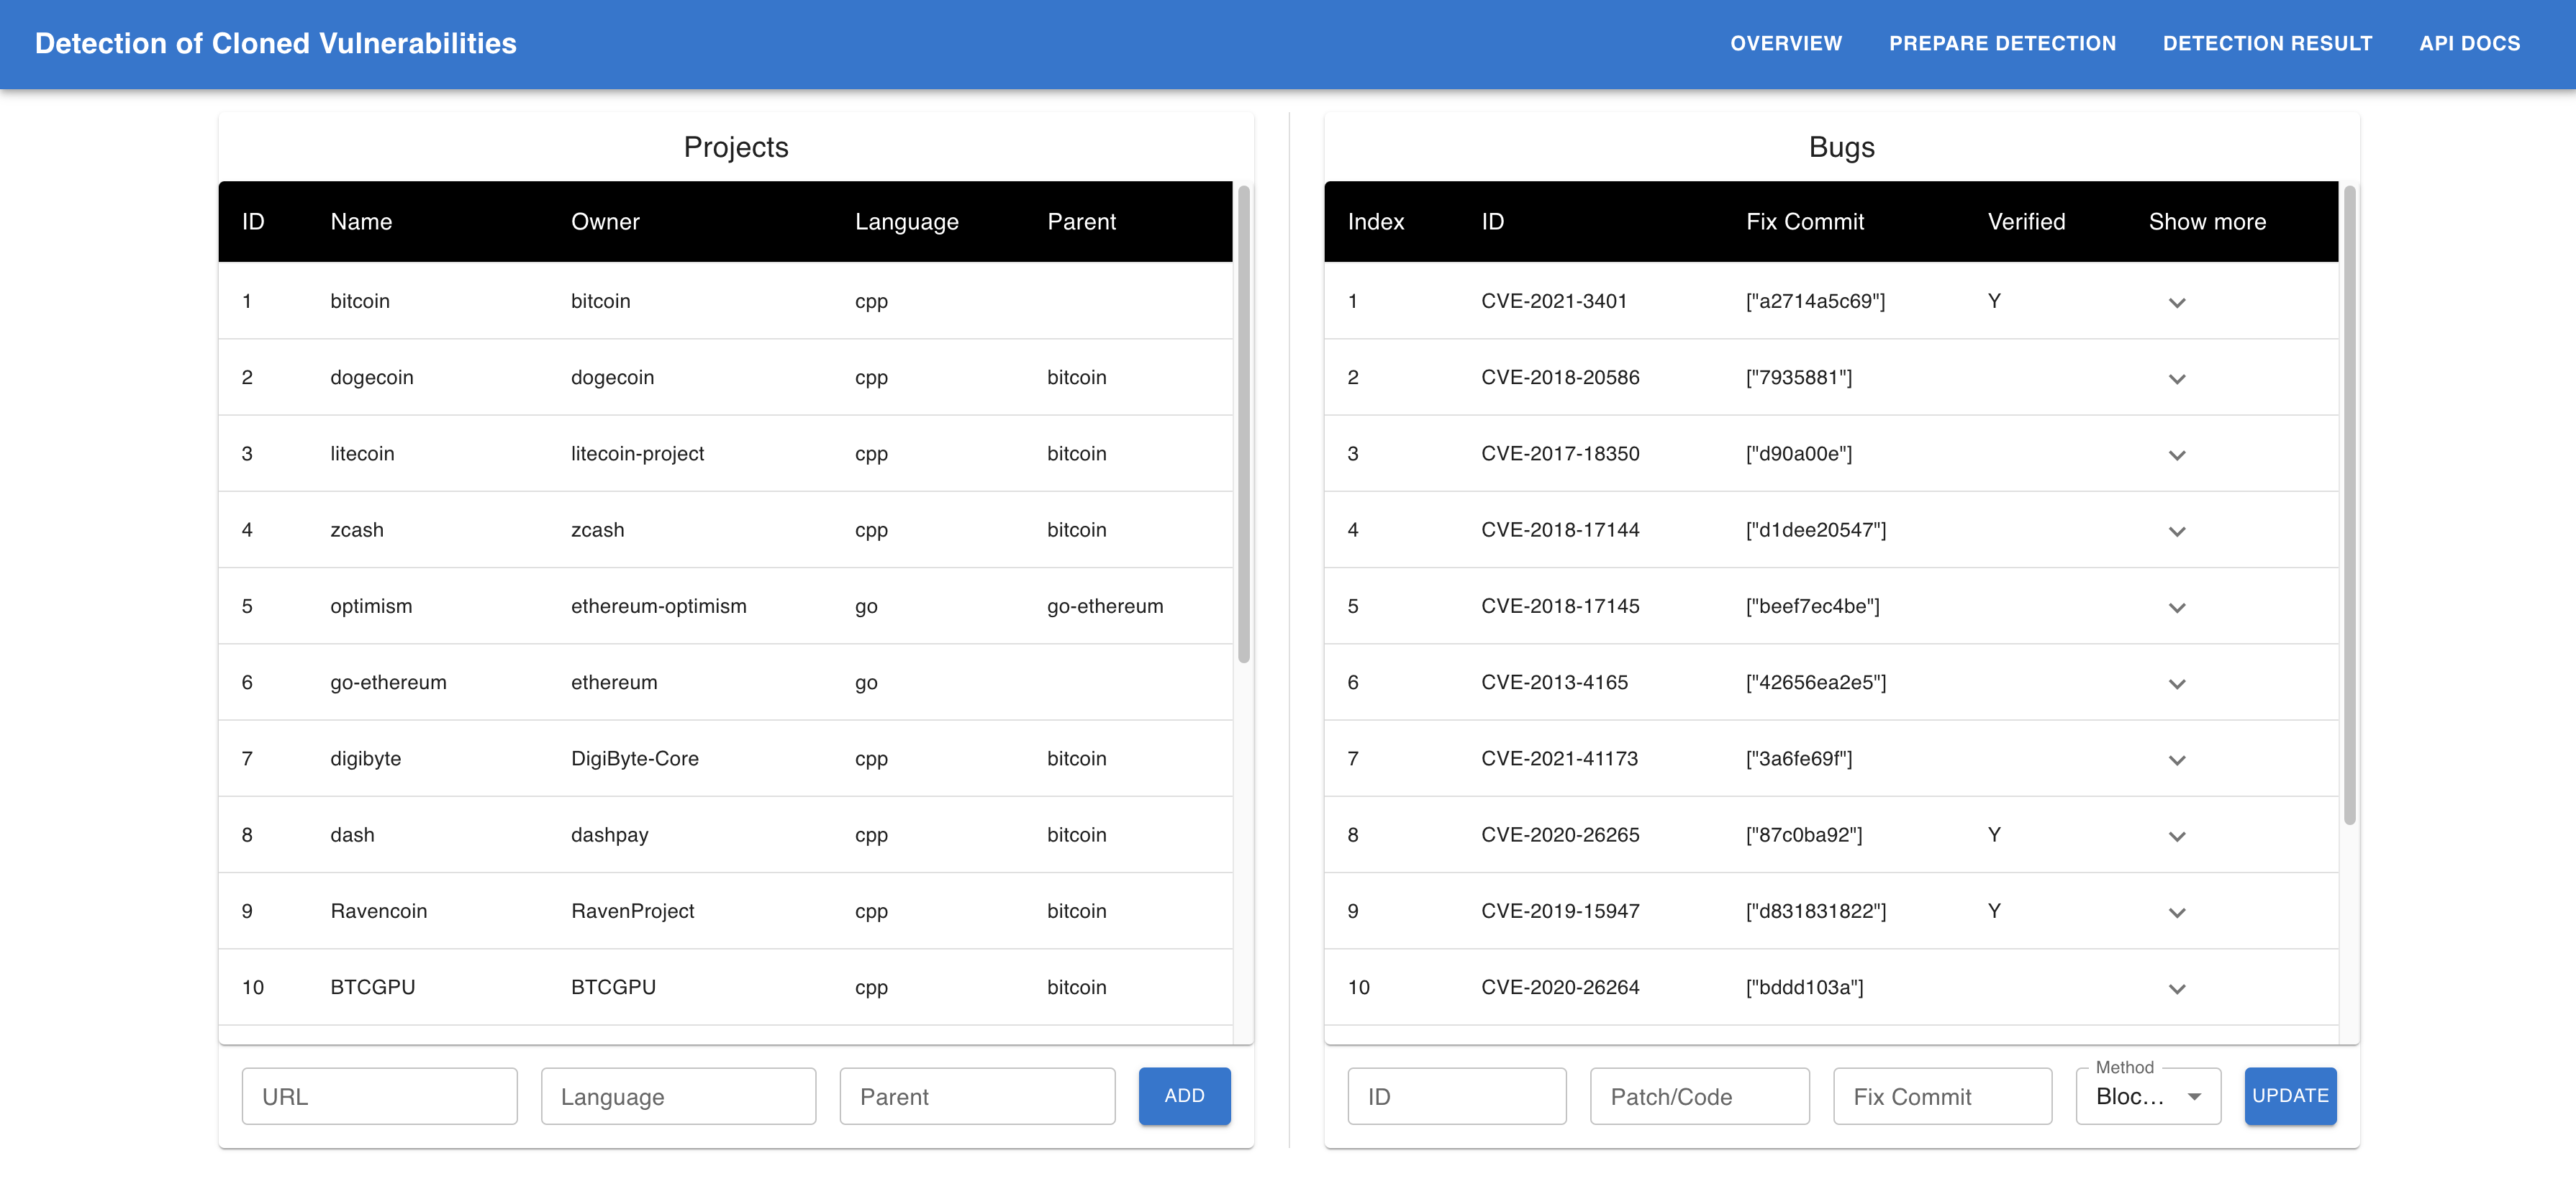 Detection of Cloned Vulnerabilities OVERVIEW PREPARE DETECTION DETECTION RESULT API DOCS
Projects
ID Name Owner Language Parent
1 bitcoin bitcoin cpp
2 dogecoin dogecoin cpp bitcoin
3 litecoin litecoin-project cpp bitcoin
4 zcash zcash cpp bitcoin
5 optimism ethereum-optimism go go-ethereum
6 go-ethereum ethereum go
7 digibyte DigiByte-Core cpp bitcoin
8 dash dashpay cpp bitcoin
9 Ravencoin RavenProject cpp bitcoin
10 BTCGPU BTCGPU cpp bitcoin
URL Language Parent ADD
Bugs
Index ID Fix Commit Verified Show more
1 CVE-2021-3401 ["a2714a5c69"] Y
2 CVE-2018-20586 ["7935881"]
3 CVE-2017-18350 ["d90a00e"]
4 CVE-2018-17144 ["d1dee20547"]
5 CVE-2018-17145 ["beef7ec4be"]
6 CVE-2013-4165 ["42656ea2e5"]
7 CVE-2021-41173 ["3a6fe69f"]
8 CVE-2020-26265 ["87c0ba92"] Y
9 CVE-2019-15947 ["d831831822"] Y
10 CVE-2020-26264 ["bddd103a"]
Method
ID Patch/Code Fix Commit Bloc... UPDATE